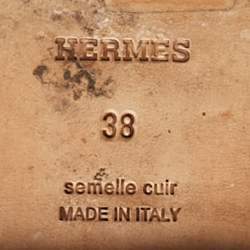 HERMES
38
semelle cuir
MADE IN ITALY